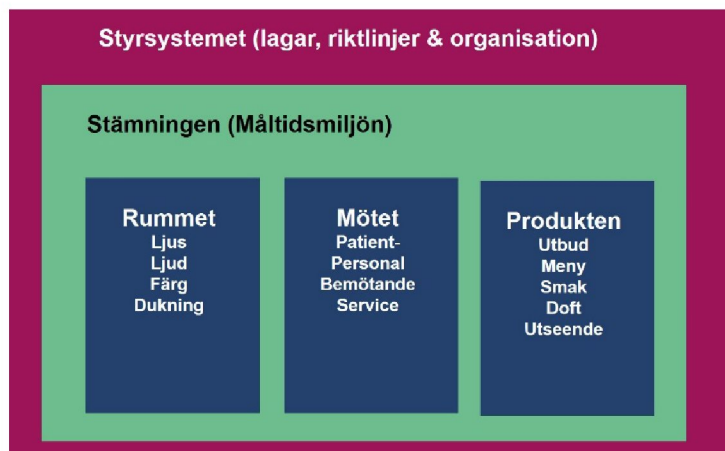 Styrsystemet (lagar, riktlinjer & organisation)
Stämningen (Måltidsmiljön)
Rummet
Ljus
Ljud
Färg
Dukning
Mötet
Patient-
Personal
Bemötande
Service
Produkten
Utbud
Meny
Smak
Doft
Utseende